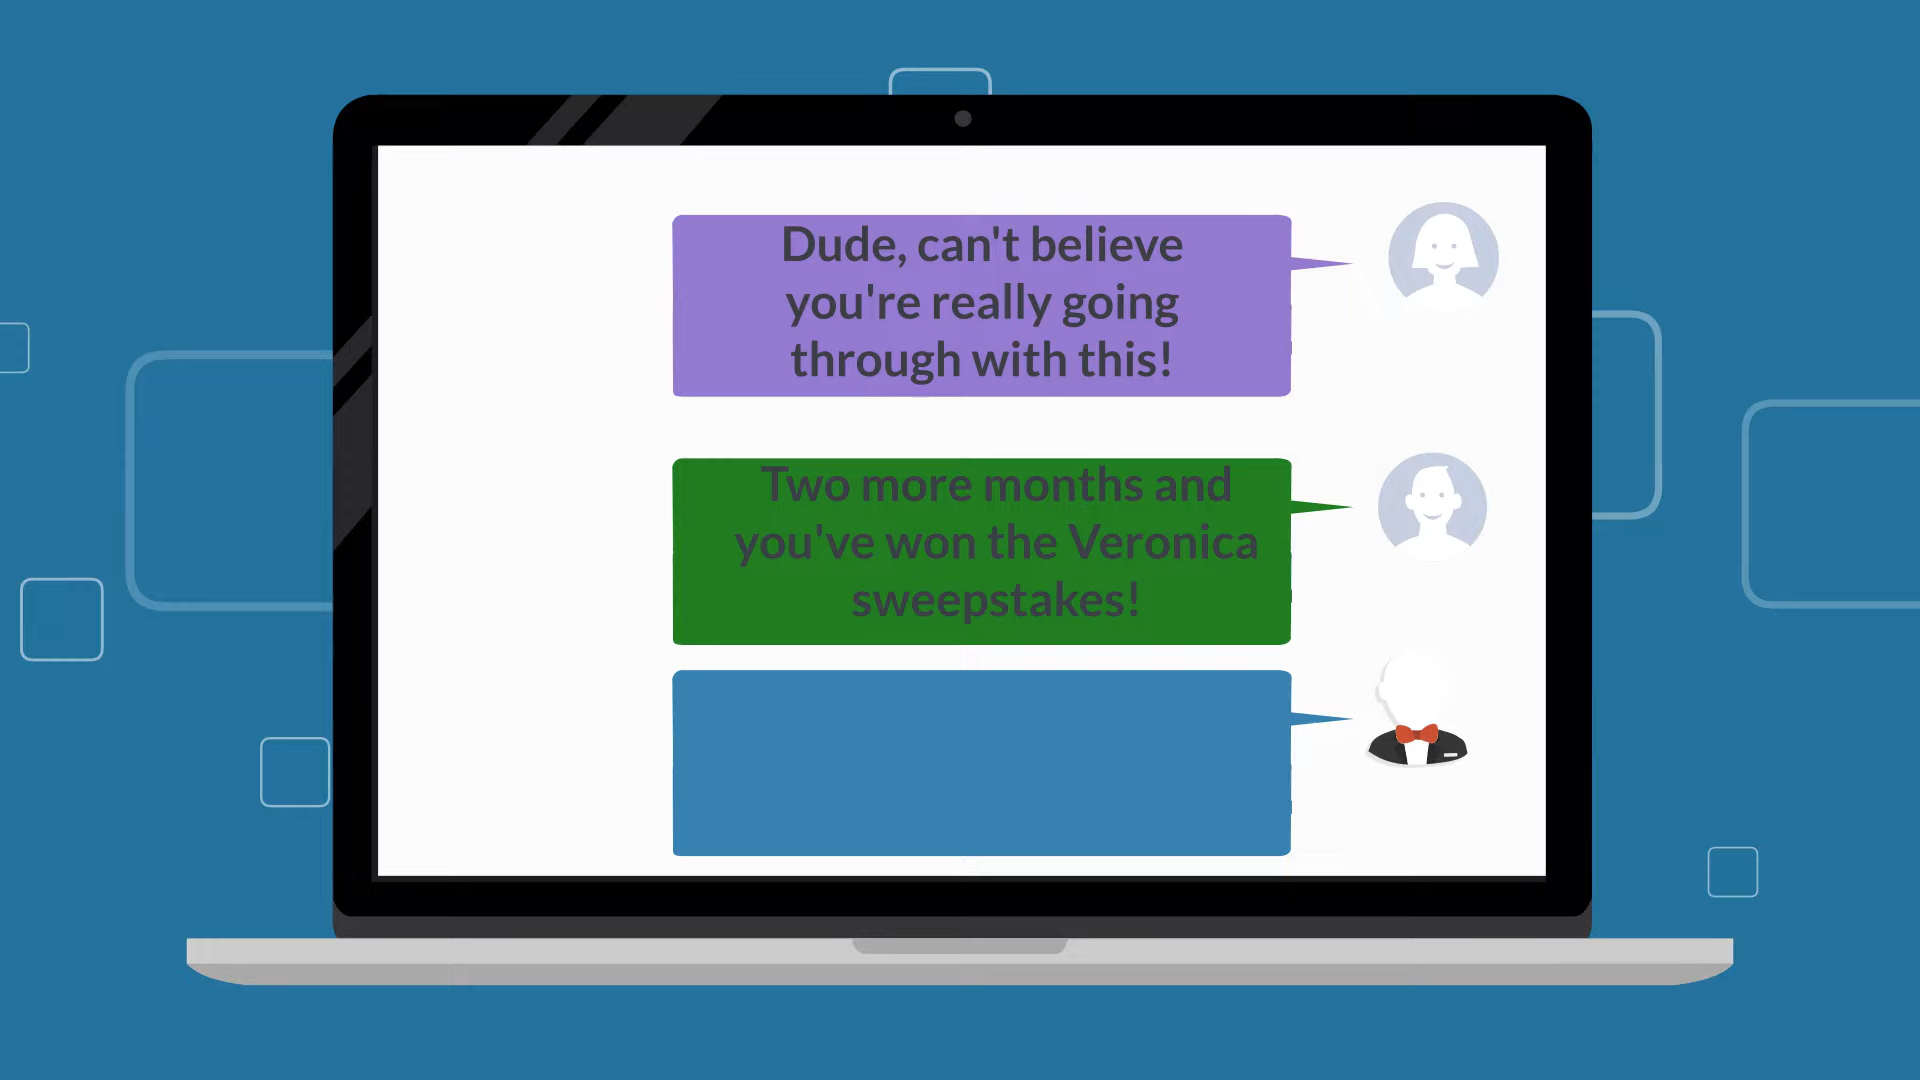 Dude, can't believe
you're really going
through with this!
Two more months and
you've won the Veronica
sweepstakes!